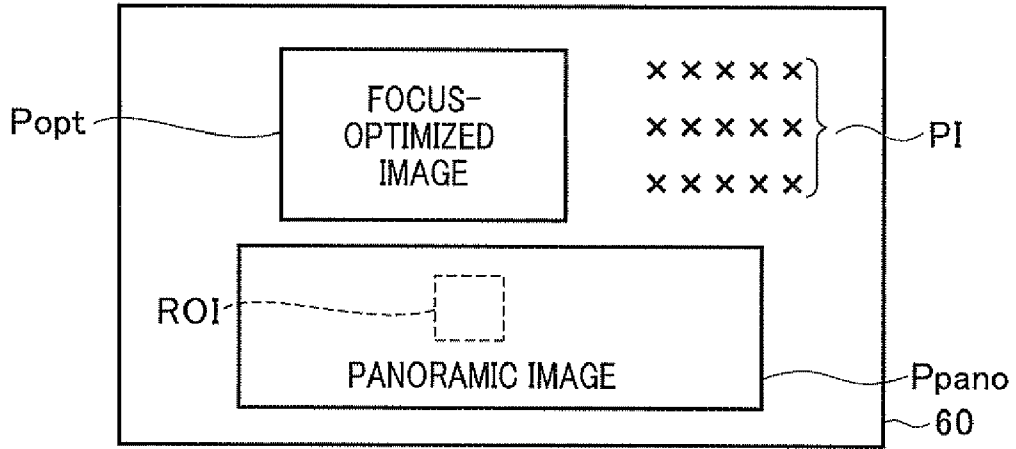 FOCUS-
OPTIMIZED
IMAGE
Popt
× × × × ×
× × × × ×
× × × × ×
PI
ROI
PANORAMIC IMAGE
Ppano
60